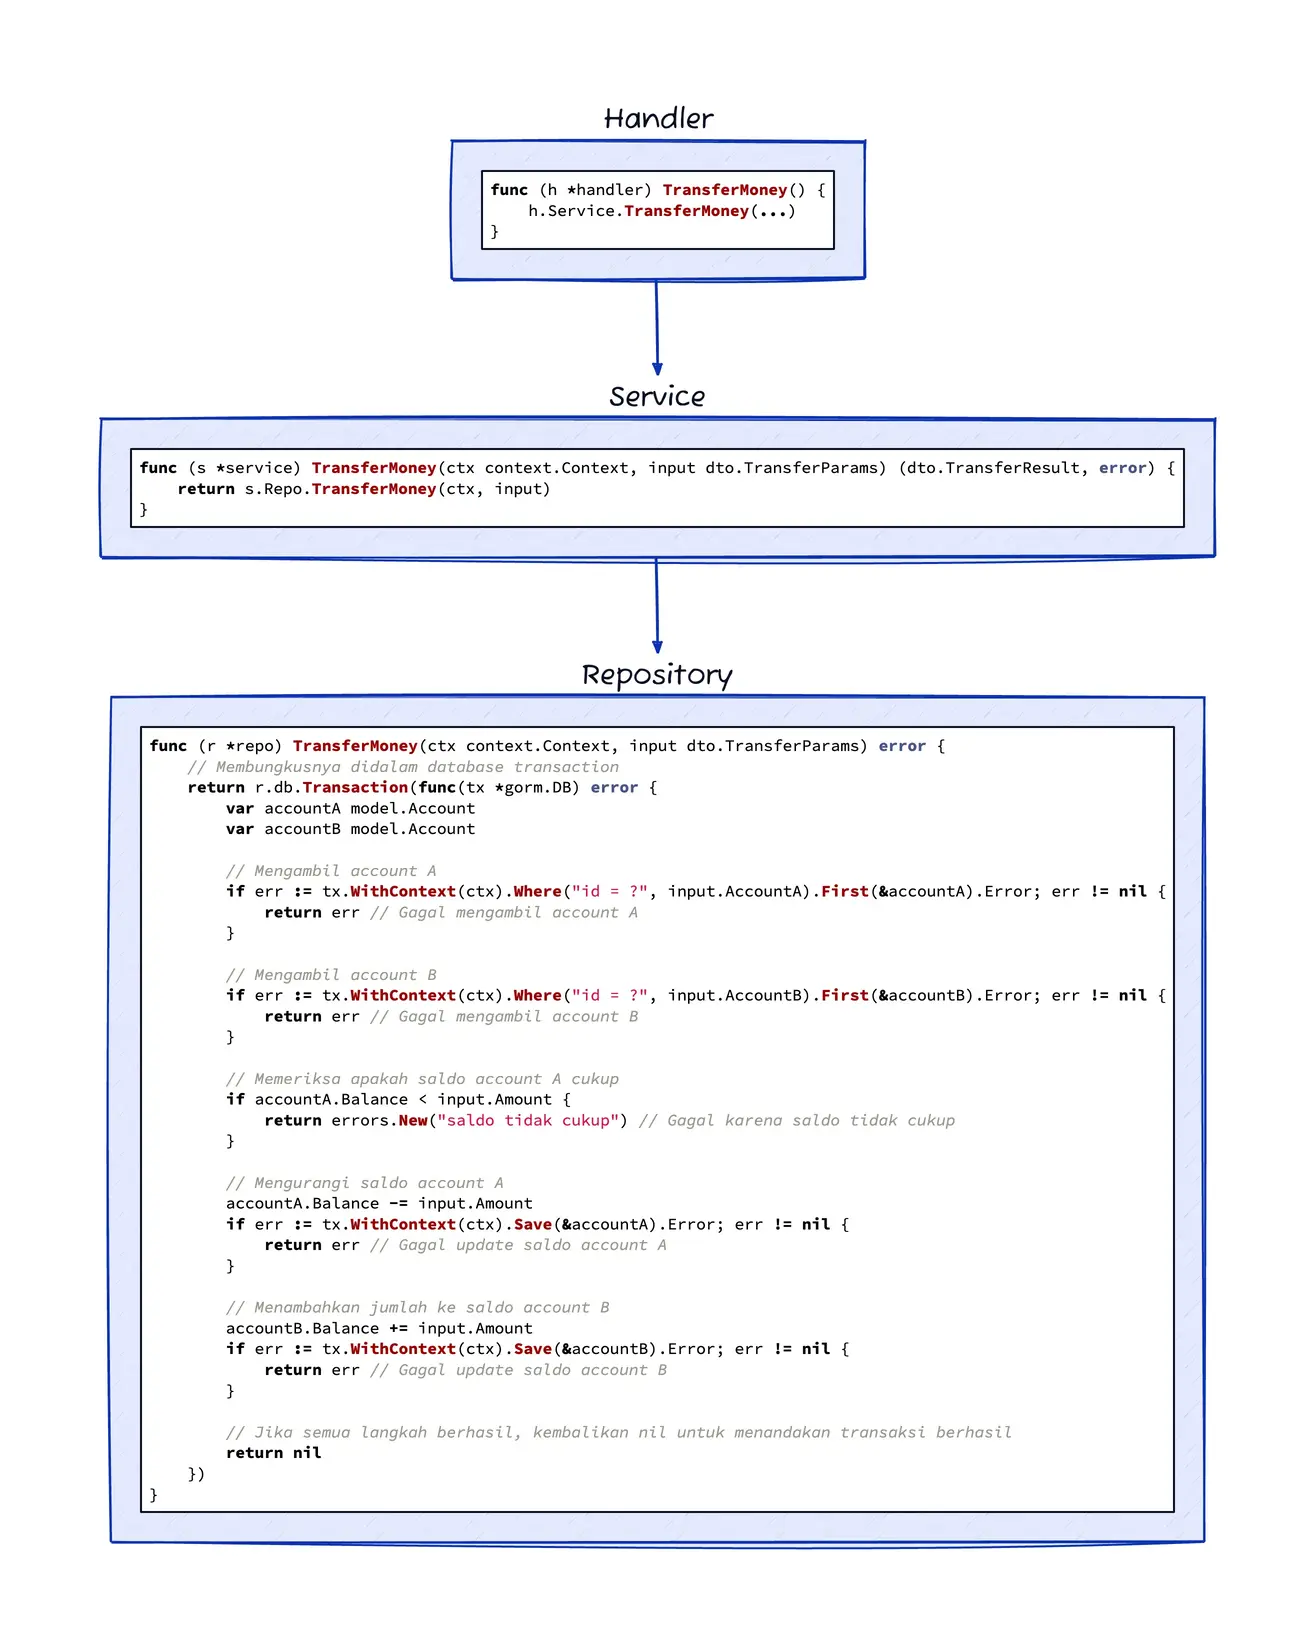 Handler
func (h *handler) TransferMoney() {
    h.Service.TransferMoney(...)
}
Service
func (s *service) TransferMoney(ctx context.Context, input dto.TransferParams) (dto.TransferResult, error) {
    return s.Repo.TransferMoney(ctx, input)
}
Repository
func (r *repo) TransferMoney(ctx context.Context, input dto.TransferParams) error {
    // Membungkusnya didalam database transaction
    return r.db.Transaction(func(tx *gorm.DB) error {
        var accountA model.Account
        var accountB model.Account
        // Mengambil account A
        if err := tx.WithContext(ctx).Where("id = ?", input.AccountA).First(&accountA).Error; err != nil {
            return err // Gagal mengambil account A
        }
        // Mengambil account B
        if err := tx.WithContext(ctx).Where("id = ?", input.AccountB).First(&accountB).Error; err != nil {
            return err // Gagal mengambil account B
        }
        // Memeriksa apakah saldo account A cukup
        if accountA.Balance < input.Amount {
            return errors.New("saldo tidak cukup") // Gagal karena saldo tidak cukup
        }
        // Mengurangi saldo account A
        accountA.Balance -= input.Amount
        if err := tx.WithContext(ctx).Save(&accountA).Error; err != nil {
            return err // Gagal update saldo account A
        }
        // Menambahkan jumlah ke saldo account B
        accountB.Balance += input.Amount
        if err := tx.WithContext(ctx).Save(&accountB).Error; err != nil {
            return err // Gagal update saldo account B
        }
        // Jika semua langkah berhasil, kembalikan nil untuk menandakan transaksi berhasil
        return nil
    })
}